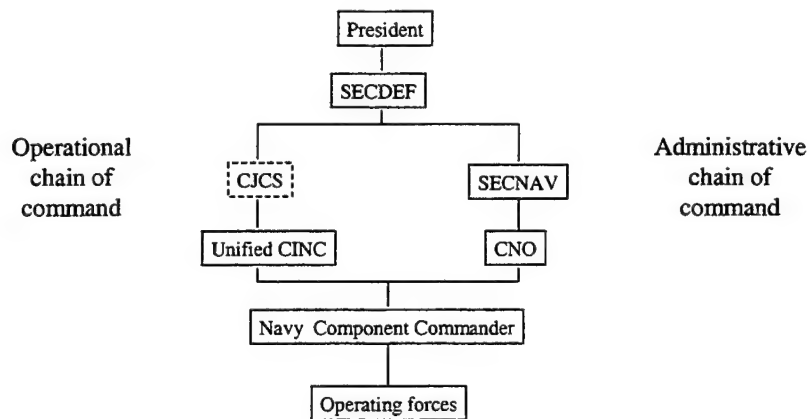 President
SECDEF
Operational
chain of
command
Administrative
chain of
command
CJCS
SECNAV
Unified CINC
CNO
Navy Component Commander
Operating forces